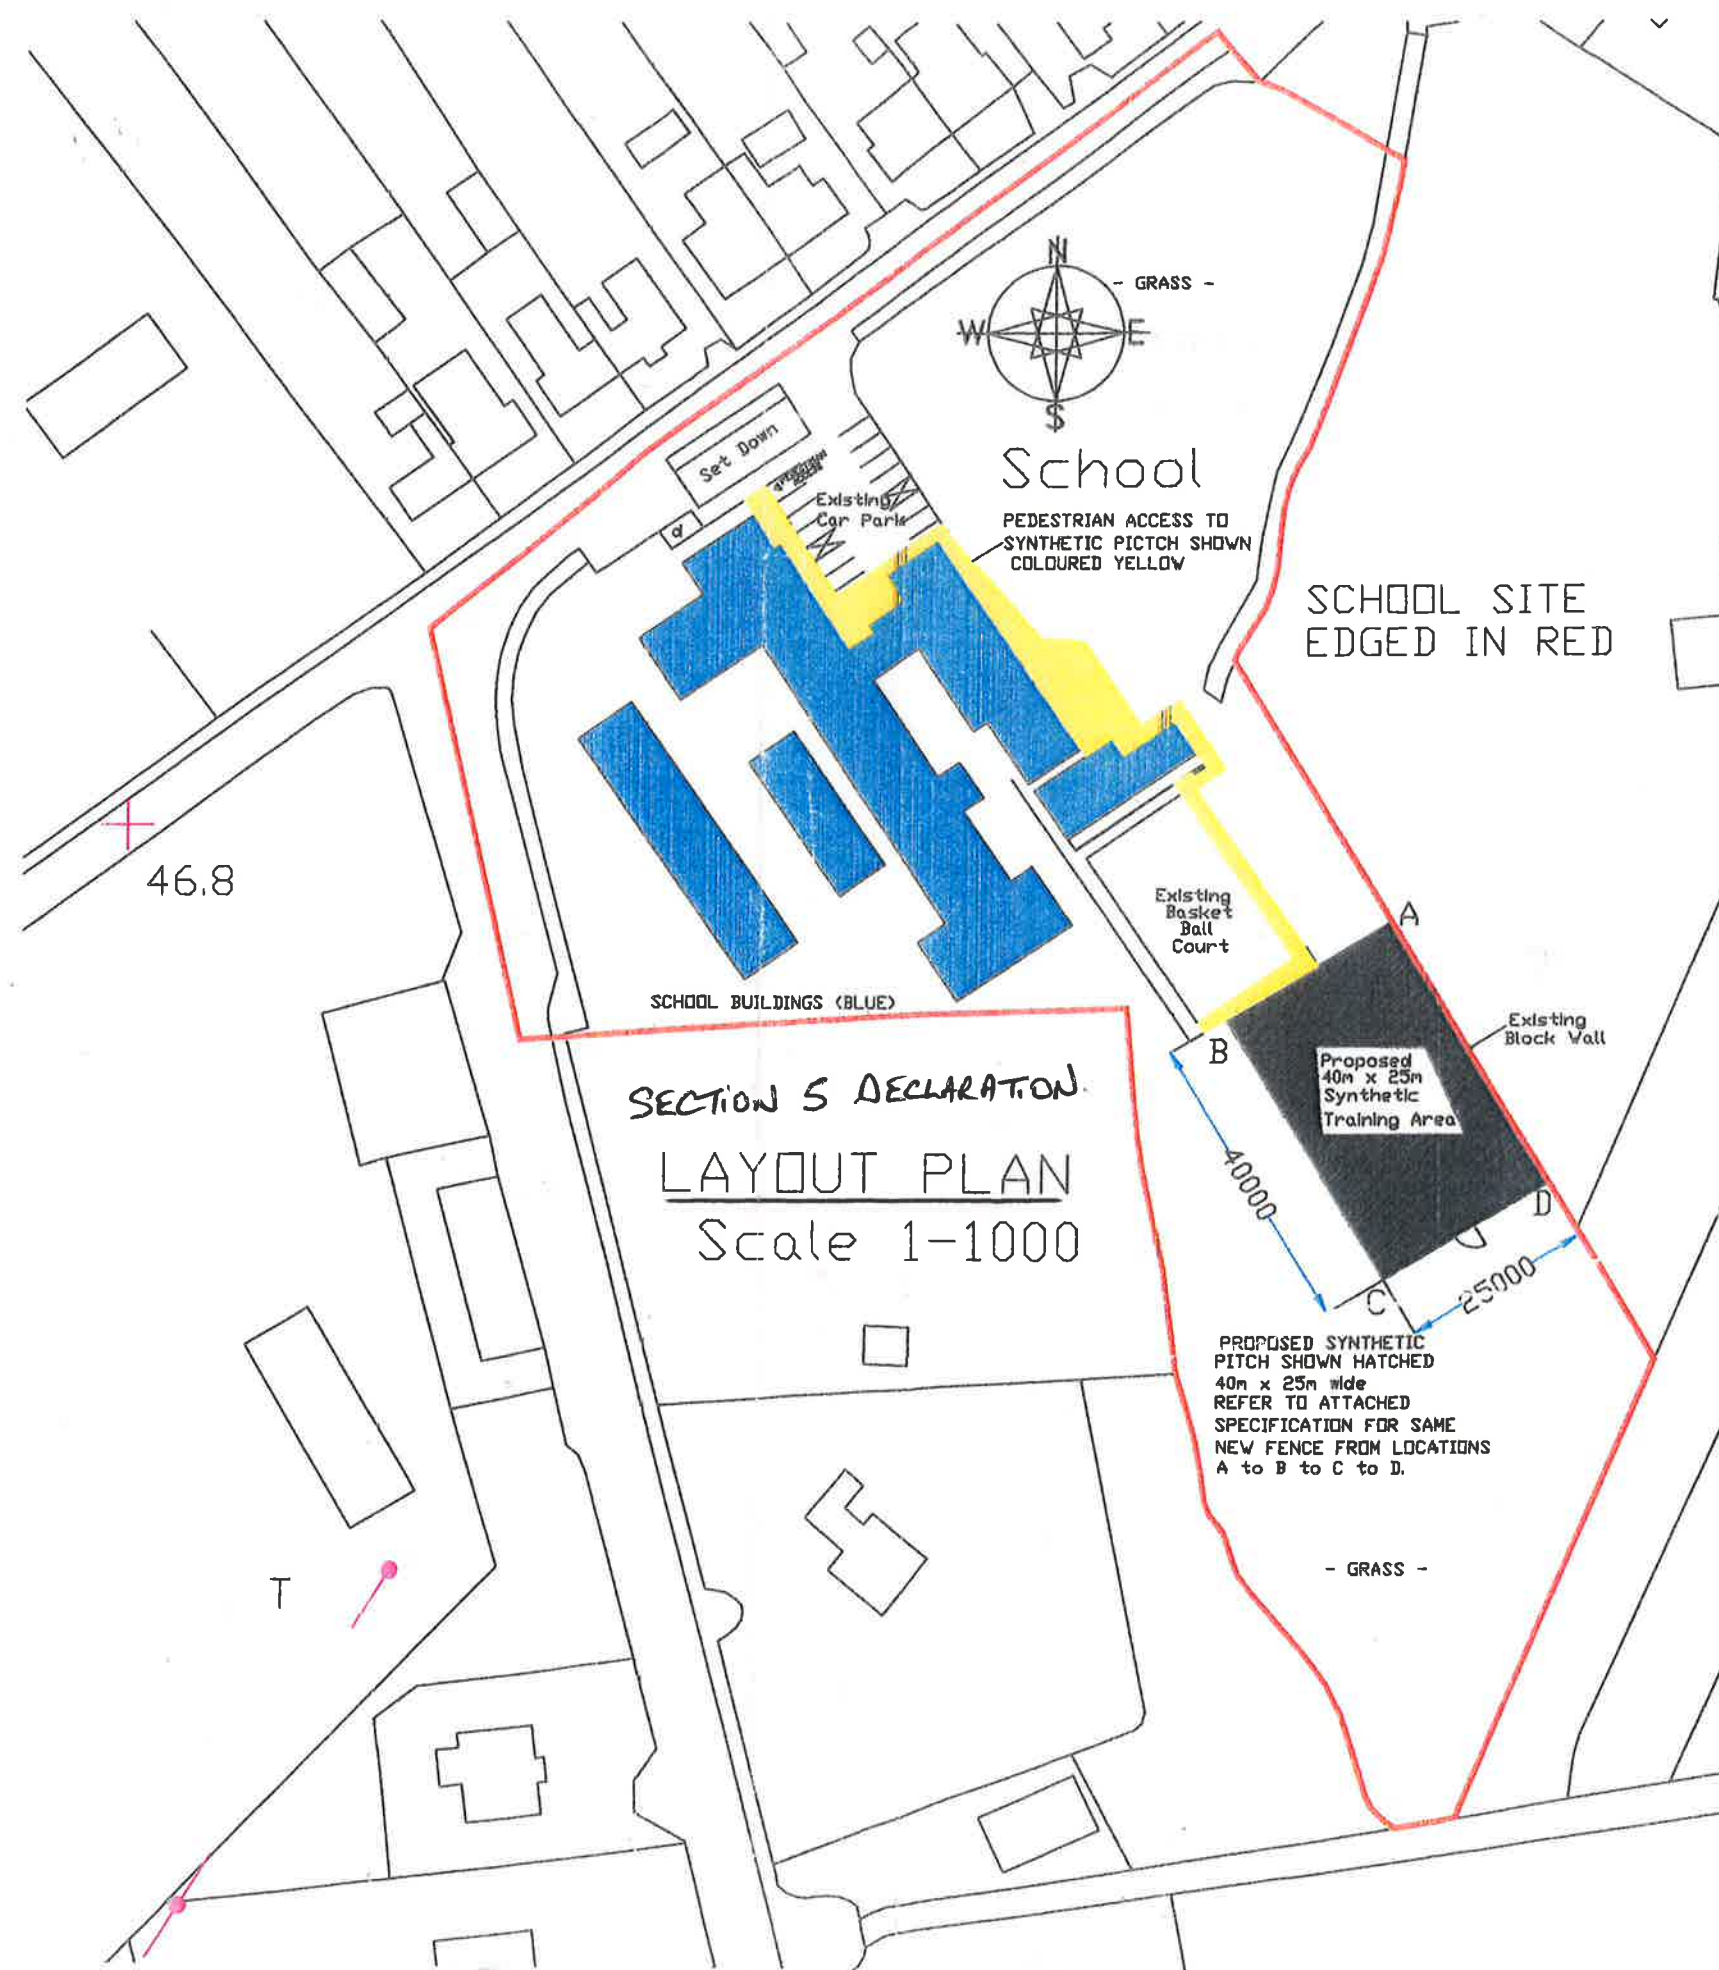 N
- GRASS -
W
E
S
School
Set Down
Existing
Car Park
d
PEDESTRIAN ACCESS TO
SYNTHETIC PICTCH SHOWN
COLOURED YELLOW
SCHOOL SITE
EDGED IN RED
46.8
Existing
Basket
Ball
Court
A
SCHOOL BUILDINGS (BLUE)
Existing
Block Wall
B
Proposed
40m x 25m
Synthetic
Training Area
SECTION 5 DECLARATION.
LAYOUT PLAN
Scale 1-1000
40000
D
25000
C
PROPOSED SYNTHETIC
PITCH SHOWN HATCHED
40m x 25m wide
REFER TO ATTACHED
SPECIFICATION FOR SAME
NEW FENCE FROM LOCATIONS
A to B to C to D.
- GRASS -
T